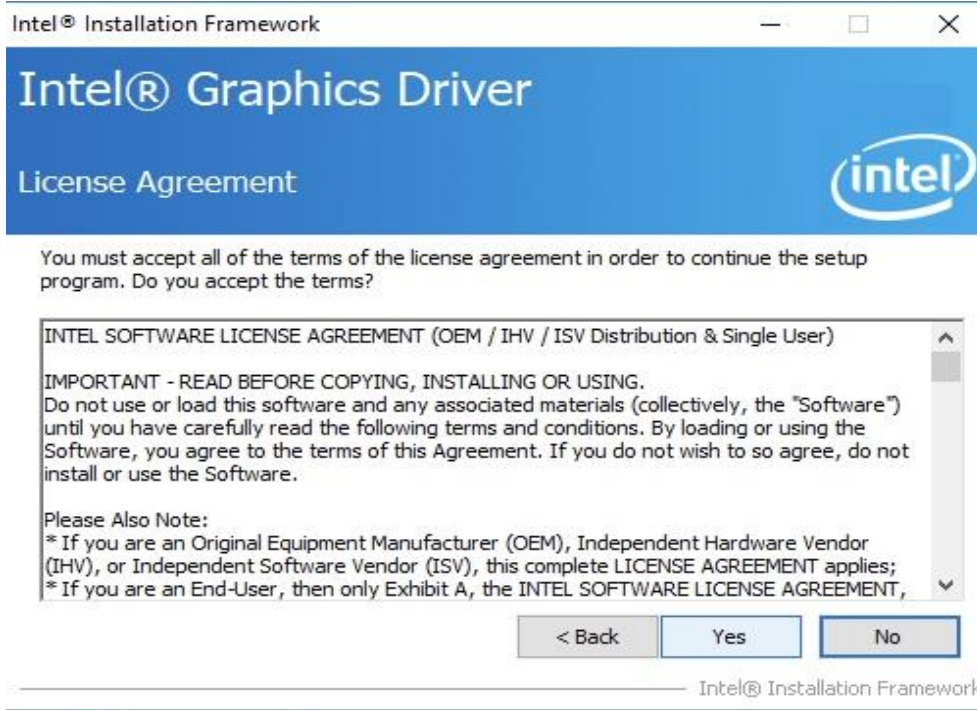 Intel® Installation Framework
Intel® Graphics Driver
License Agreement
intel
You must accept all of the terms of the license agreement in order to continue the setup
program. Do you accept the terms?
INTEL SOFTWARE LICENSE AGREEMENT (OEM / IHV / ISV Distribution & Single User)
IMPORTANT - READ BEFORE COPYING, INSTALLING OR USING.
Do not use or load this software and any associated materials (collectively, the "Software")
until you have carefully read the following terms and conditions. By loading or using the
Software, you agree to the terms of this Agreement. If you do not wish to so agree, do not
install or use the Software.
Please Also Note:
* If you are an Original Equipment Manufacturer (OEM), Independent Hardware Vendor
(IHV), or Independent Software Vendor (ISV), this complete LICENSE AGREEMENT applies;
* If you are an End-User, then only Exhibit A, the INTEL SOFTWARE LICENSE AGREEMENT,
< Back Yes No
Intel® Installation Framework